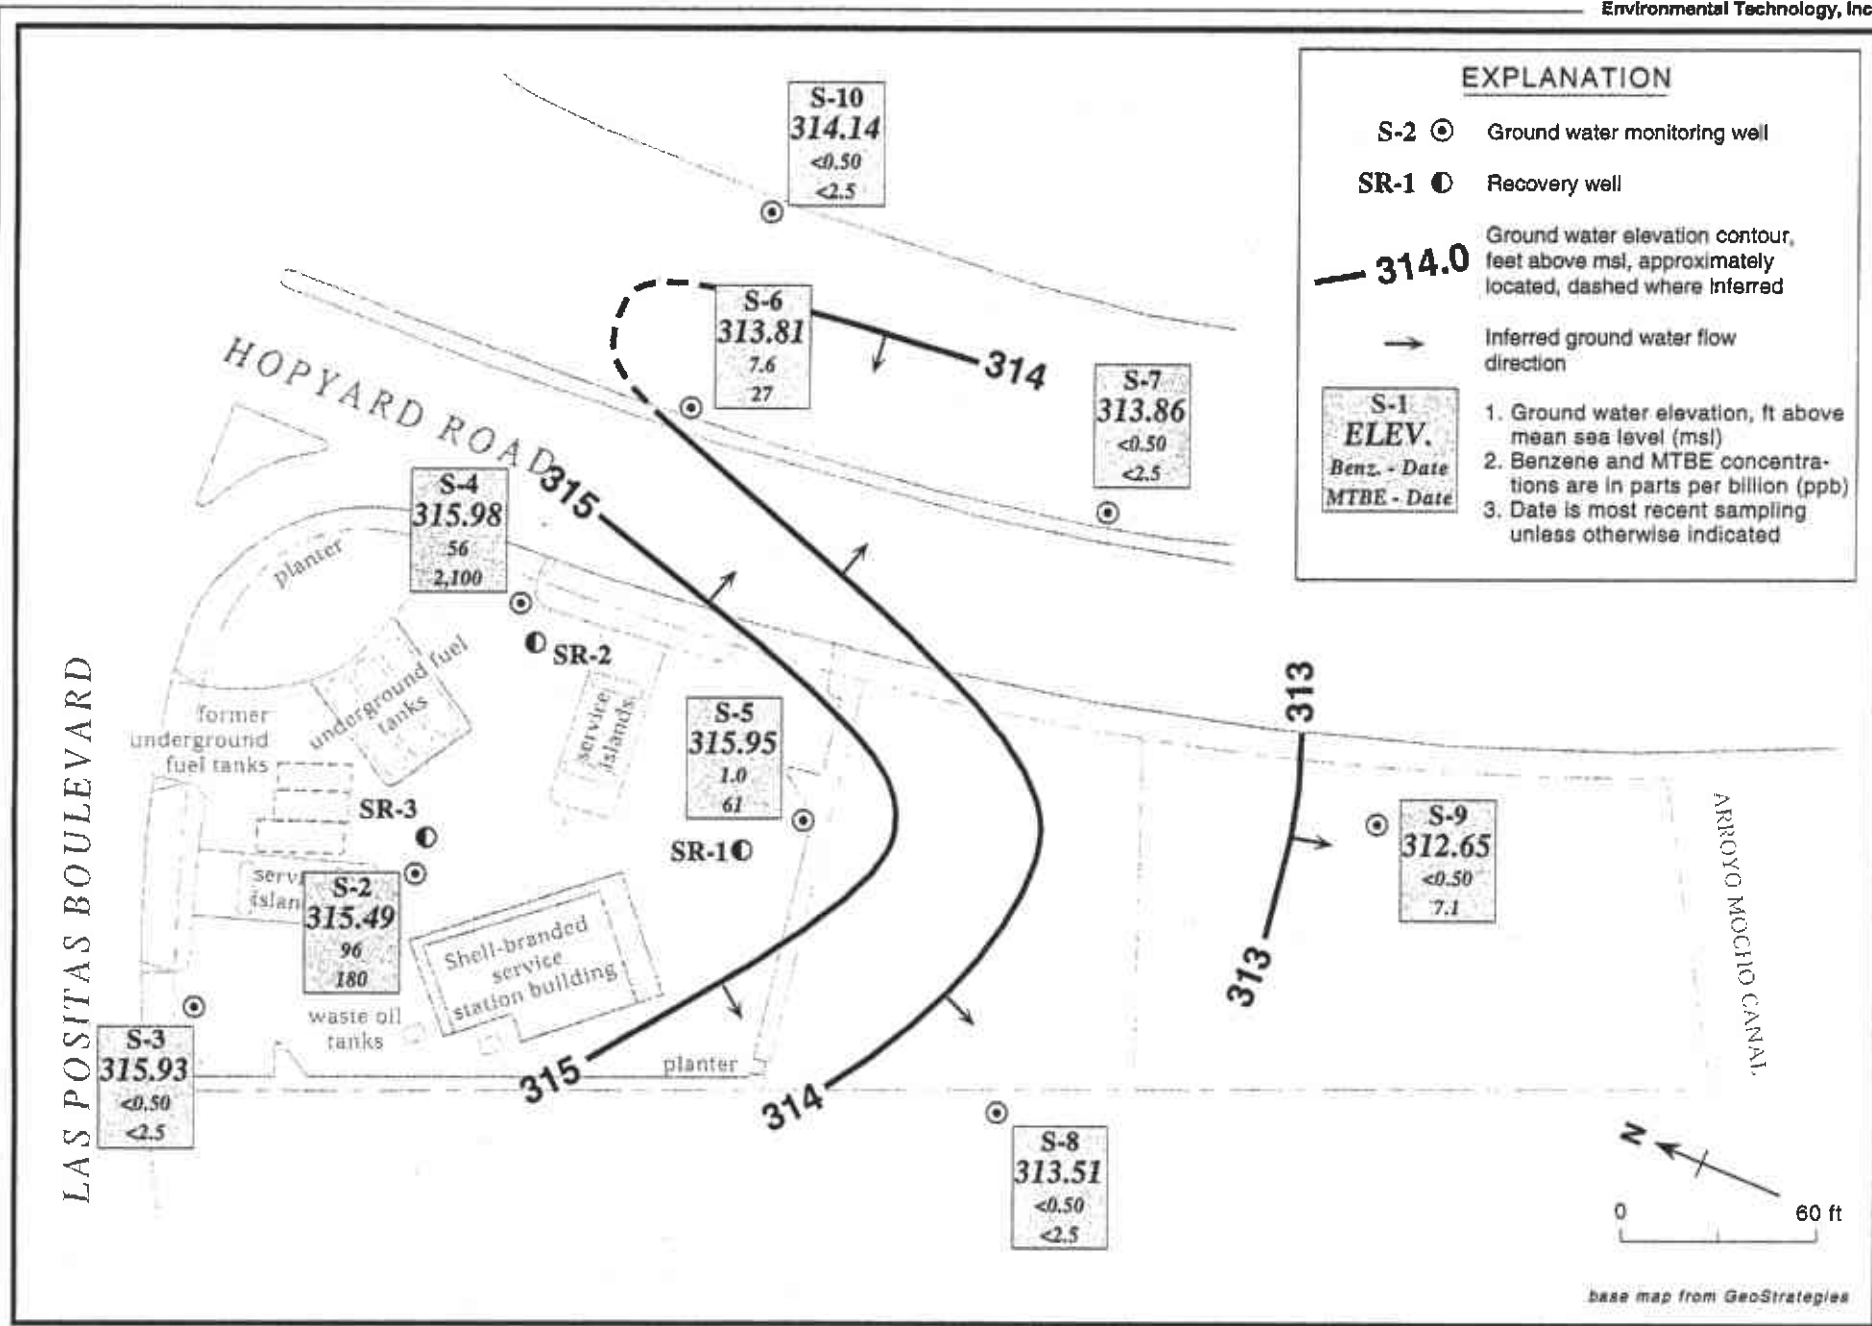 Environmental Technology, Inc
EXPLANATION
S-2 Ground water monitoring well
SR-1 Recovery well
314.0
Ground water elevation contour,
feet above msl, approximately
located, dashed where Inferred
Inferred ground water flow
direction
S-1
ELEV.
Benz. - Date
MTBE - Date
1. Ground water elevation, ft above
mean sea level (msl)
2. Benzene and MTBE concentra-
tions are in parts per billion (ppb)
3. Date is most recent sampling
unless otherwise indicated
S-10
314.14
<0.50
<2.5
S-6
313.81
7.6
27
314
S-7
313.86
<0.50
<2.5
HOPYARD ROAD
315
S-4
315.98
56
2,100
planter
SR-2
underground fuel
tanks
service
islands
former
underground
fuel tanks
S-5
315.95
1.0
61
SR-3
SR-1
313
S-9
312.65
<0.50
7.1
313
ARROYO MOCHO CANAL
LAS POSITAS BOULEVARD
S-2
315.49
96
180
Shell-branded
service
station building
waste oil
tanks
S-3
315.93
<0.50
<2.5
315
planter
314
S-8
313.51
<0.50
<2.5
N
0 60 ft
base map from GeoStrategies